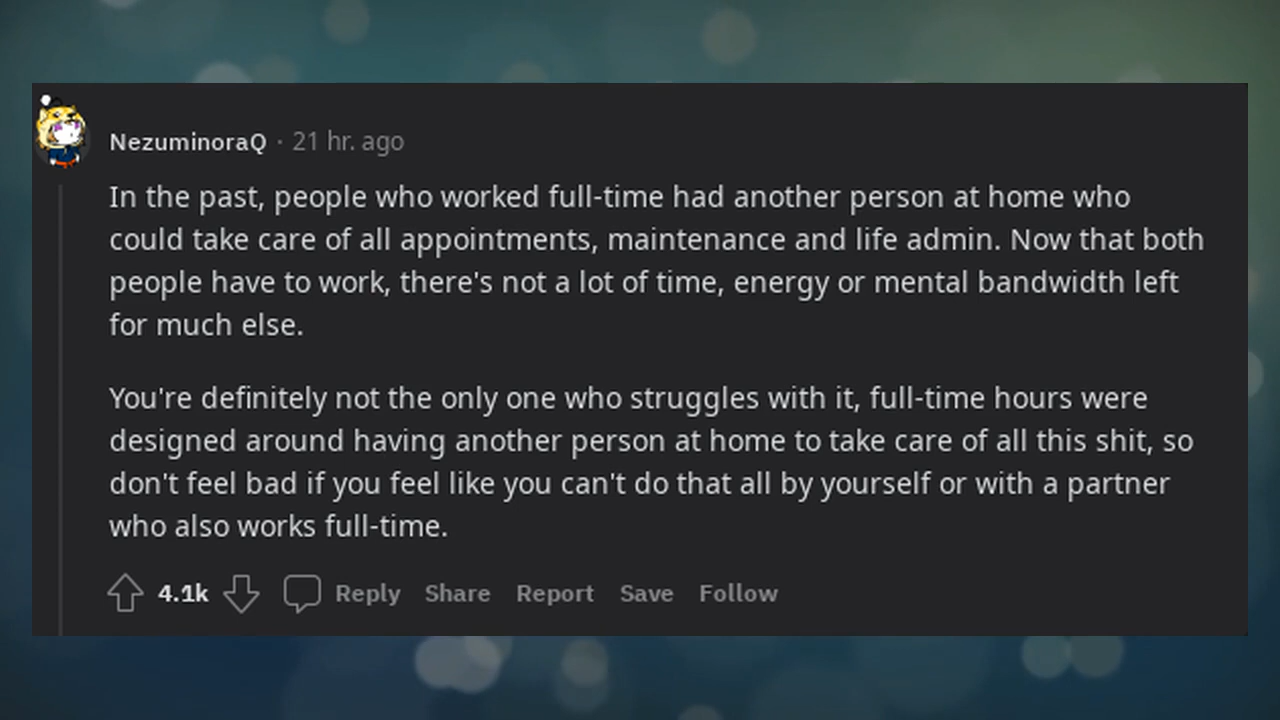 NezuminoraQ · 21 hr. ago
In the past, people who worked full-time had another person at home who
could take care of all appointments, maintenance and life admin. Now that both
people have to work, there's not a lot of time, energy or mental bandwidth left
for much else.
You're definitely not the only one who struggles with it, full-time hours were
designed around having another person at home to take care of all this shit, so
don't feel bad if you feel like you can't do that all by yourself or with a partner
who also works full-time.
4.1k Reply Share Report Save Follow